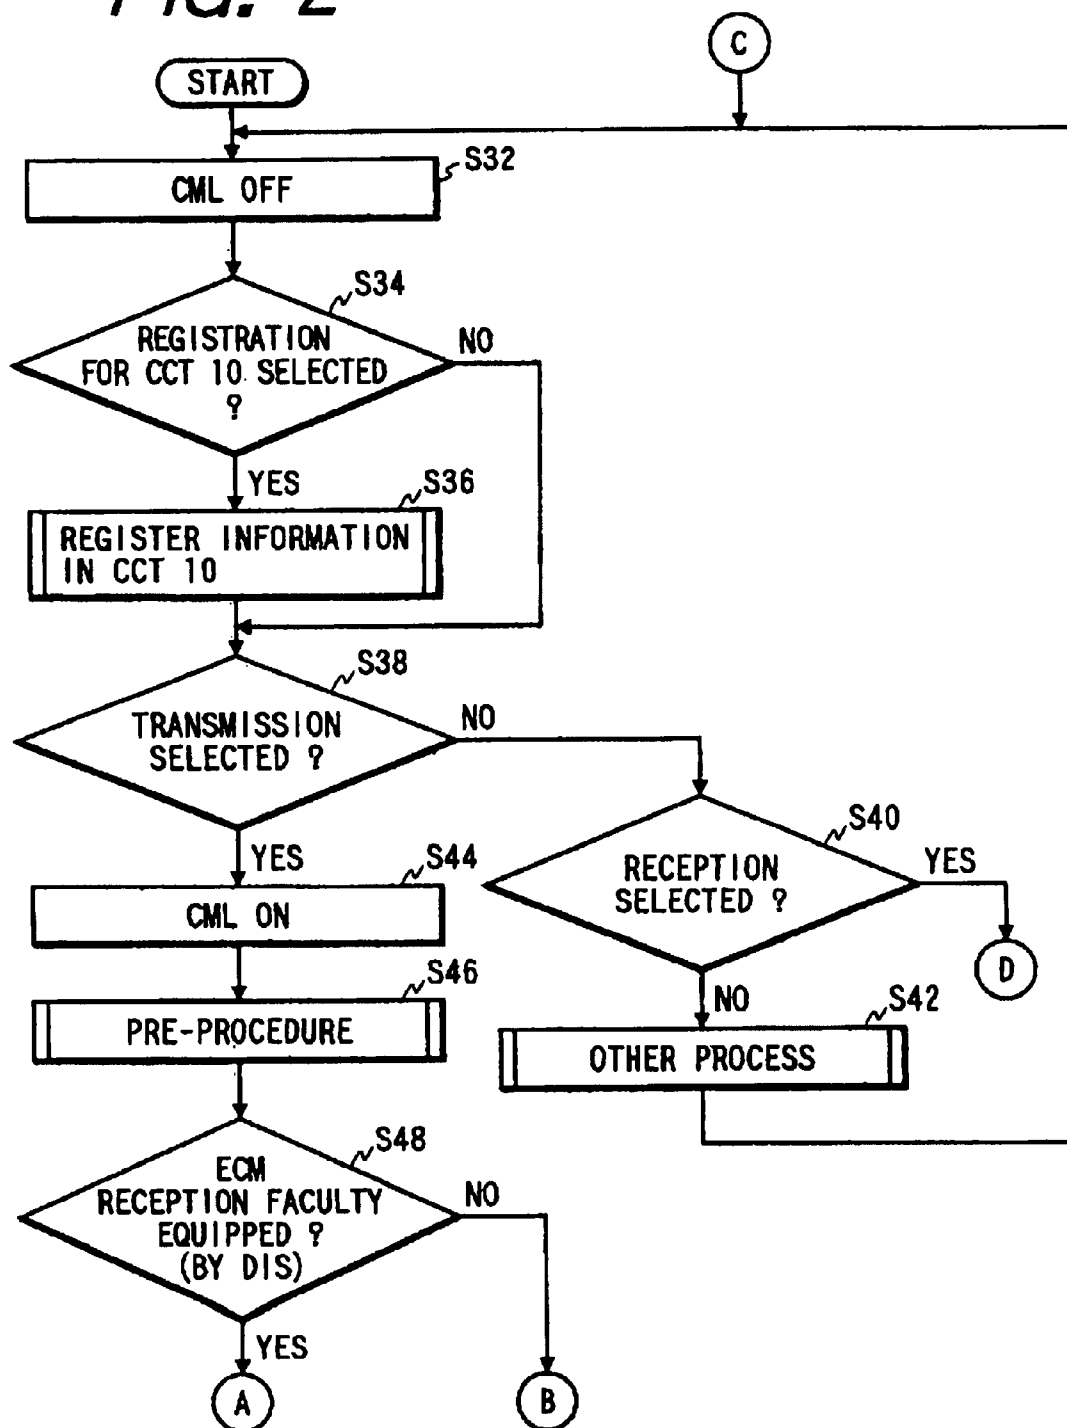 FIG. 2
C
START
S32
CML OFF
S34
REGISTRATION
FOR CCT 10 SELECTED
?
NO
YES
S36
REGISTER INFORMATION
IN CCT 10
S38
TRANSMISSION
SELECTED ?
NO
S40
RECEPTION
SELECTED ?
YES
D
YES
S44
CML ON
S46
PRE-PROCEDURE
NO
S42
OTHER PROCESS
S48
ECM
RECEPTION FACULTY
EQUIPPED ?
(BY DIS)
NO
YES
A
B